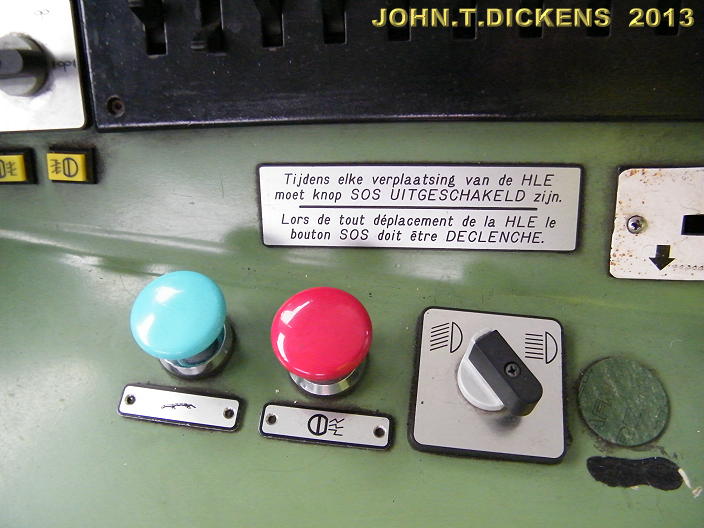 JOHN.T.DICKENS 2013
Tijdens elke verplaatsing van de HLE
moet knop SOS UITGESCHAKELD zijn.
Lors de tout déplacement de la HLE le
bouton SOS doit être DECLENCHE.